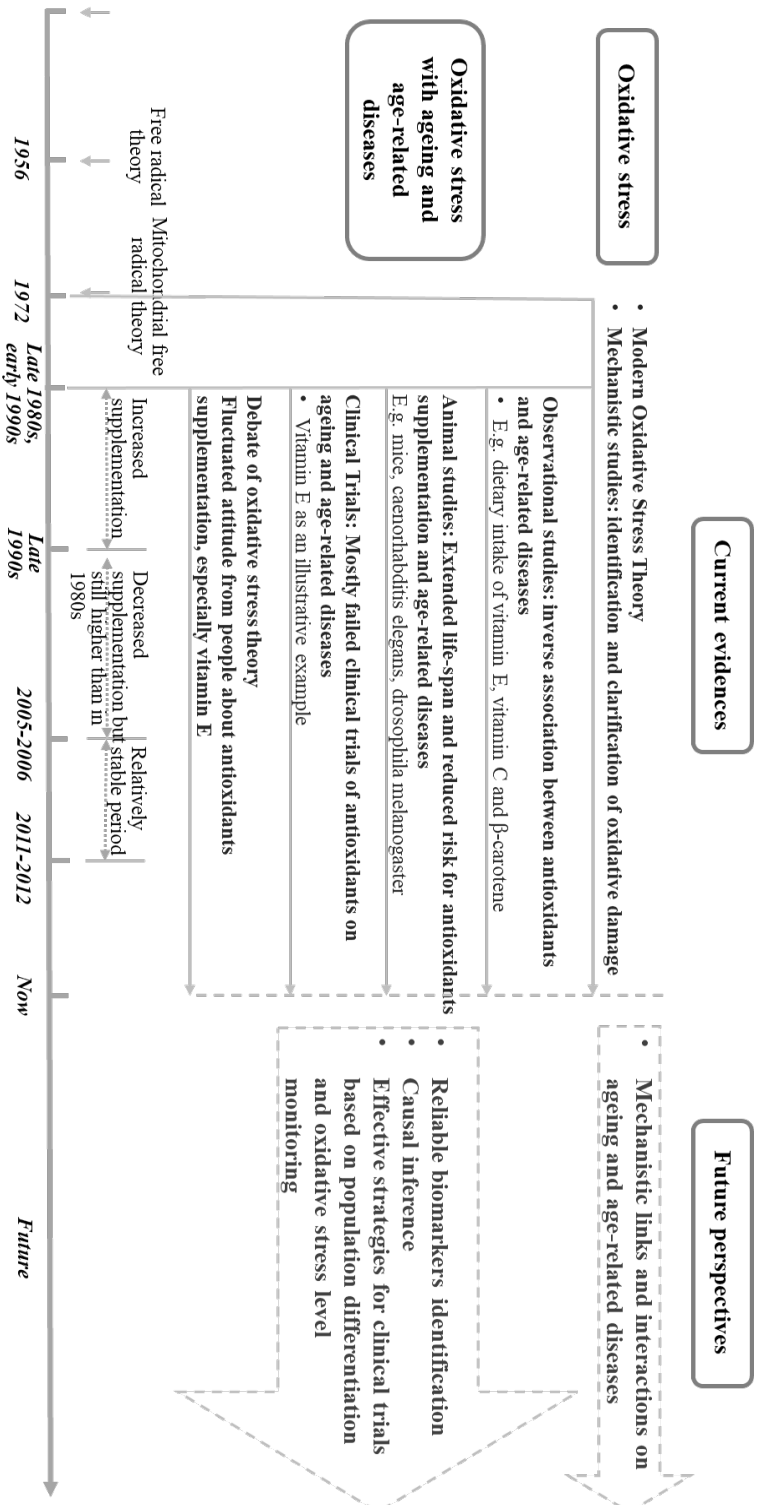 Current evidences
Future perspectives
Oxidative stress
• Modern Oxidative Stress Theory
• Mechanistic studies: identification and clarification of oxidative damage
• Mechanistic links and interactions on
ageing and age-related diseases
Oxidative stress
with ageing and
age-related
diseases
Observational studies: inverse association between antioxidants
and age-related diseases
• E.g. dietary intake of vitamin E, vitamin C and β-carotene
Animal studies: Extended life-span and reduced risk for antioxidants
supplementation and age-related diseases
E.g. mice, caenorhabditis elegans, drosophila melanogaster
Clinical Trials: Mostly failed clinical trials of antioxidants on
ageing and age-related diseases
• Vitamin E as an illustrative example
Debate of oxidative stress theory
Fluctuated attitude from people about antioxidants
supplementation, especially vitamin E
• Reliable biomarkers identification
• Causal inference
• Effective strategies for clinical trials
based on population differentiation
and oxidative stress level
monitoring
Free radical
theory
Mitochondrial free
radical theory
Increased
supplementation
Decreased
supplementation but
still higher than in
1980s
Relatively
stable period
1956
1972
Late 1980s,
early 1990s
Late
1990s
2005-2006
2011-2012
Now
Future